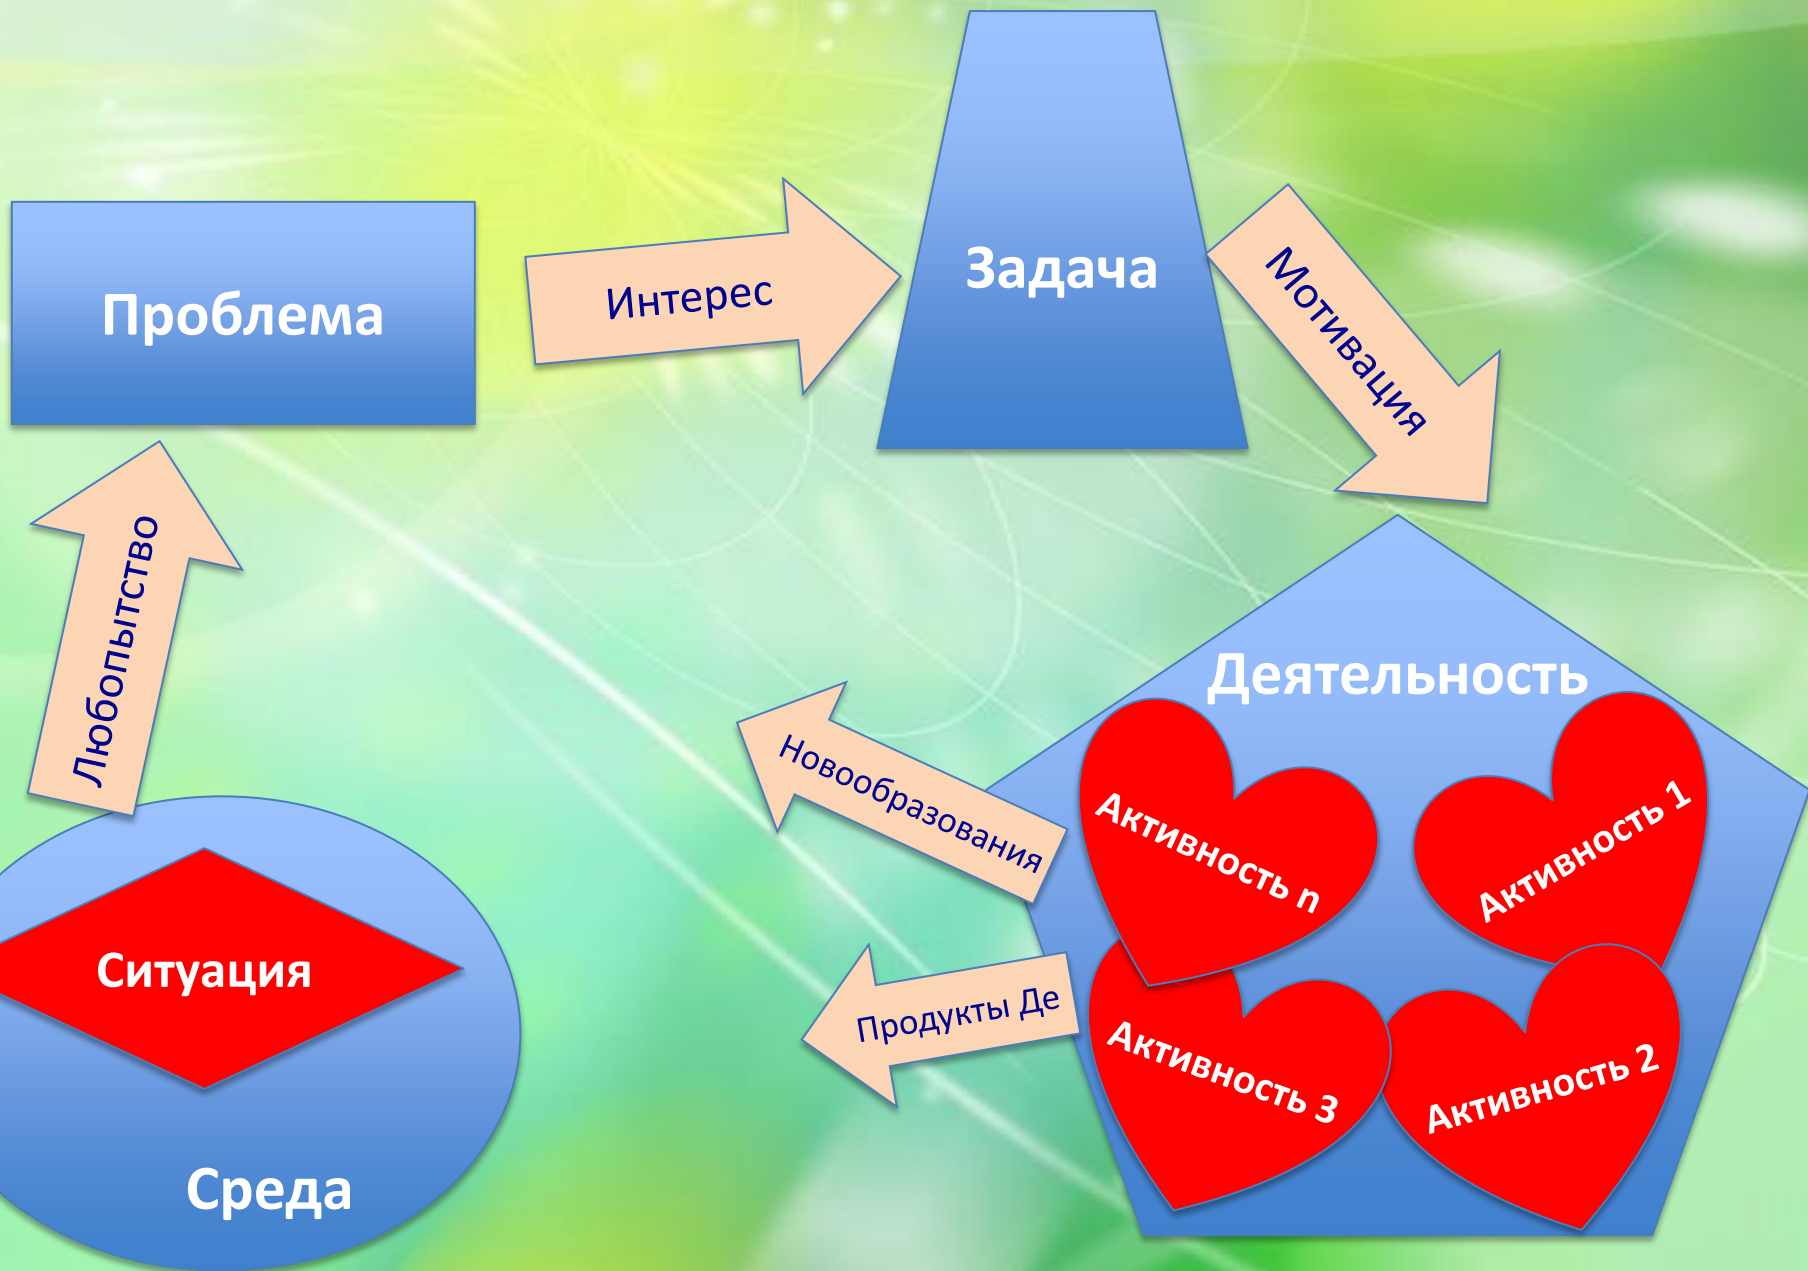 Задача
Интерес
Мотивация
Проблема
Любопытство
Деятельность
Новообразования
Активность n
Активность 1
Ситуация
Продукты Де
Активность 3
Активность 2
Среда